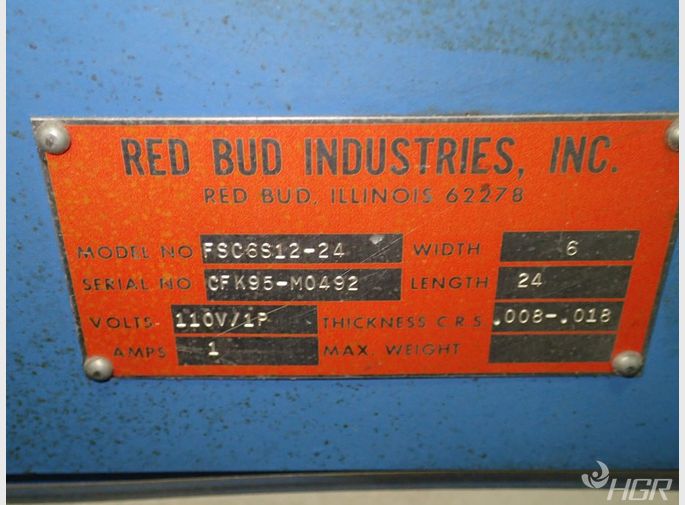 RED BUD INDUSTRIES, INC.
RED BUD, ILLINOIS 62278
MODEL NO FSC6S12-24 WIDTH 6
SERIAL NO CFK95-M0492 LENGTH 24
VOLTS 110V/1P THICKNESS C.R.S. .008-.018
AMPS 1 MAX. WEIGHT
HGR